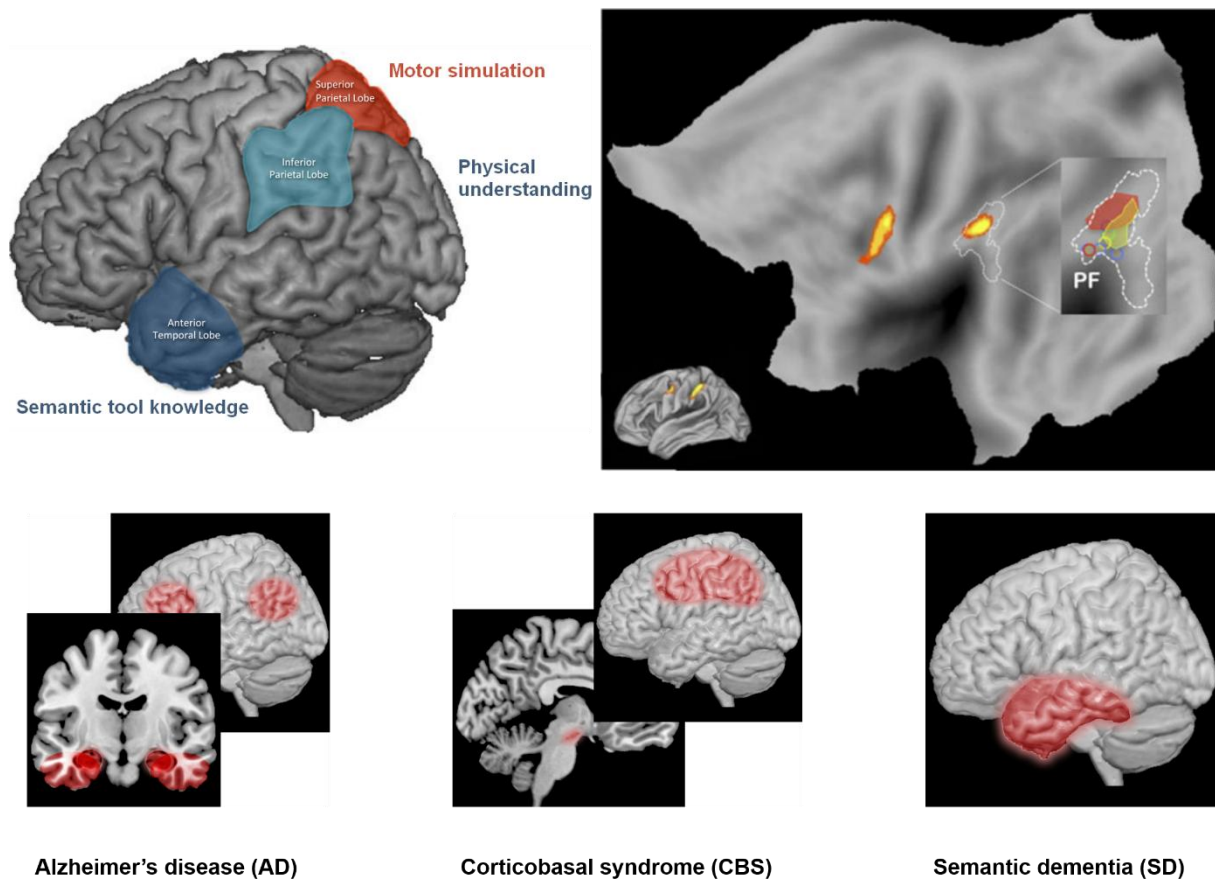 Motor simulation
Superior
Parietal Lobe
Inferior
Parietal Lobe
Physical
understanding
Anterior
Temporal Lobe
Semantic tool knowledge
PF
Alzheimer's disease (AD)
Corticobasal syndrome (CBS)
Semantic dementia (SD)